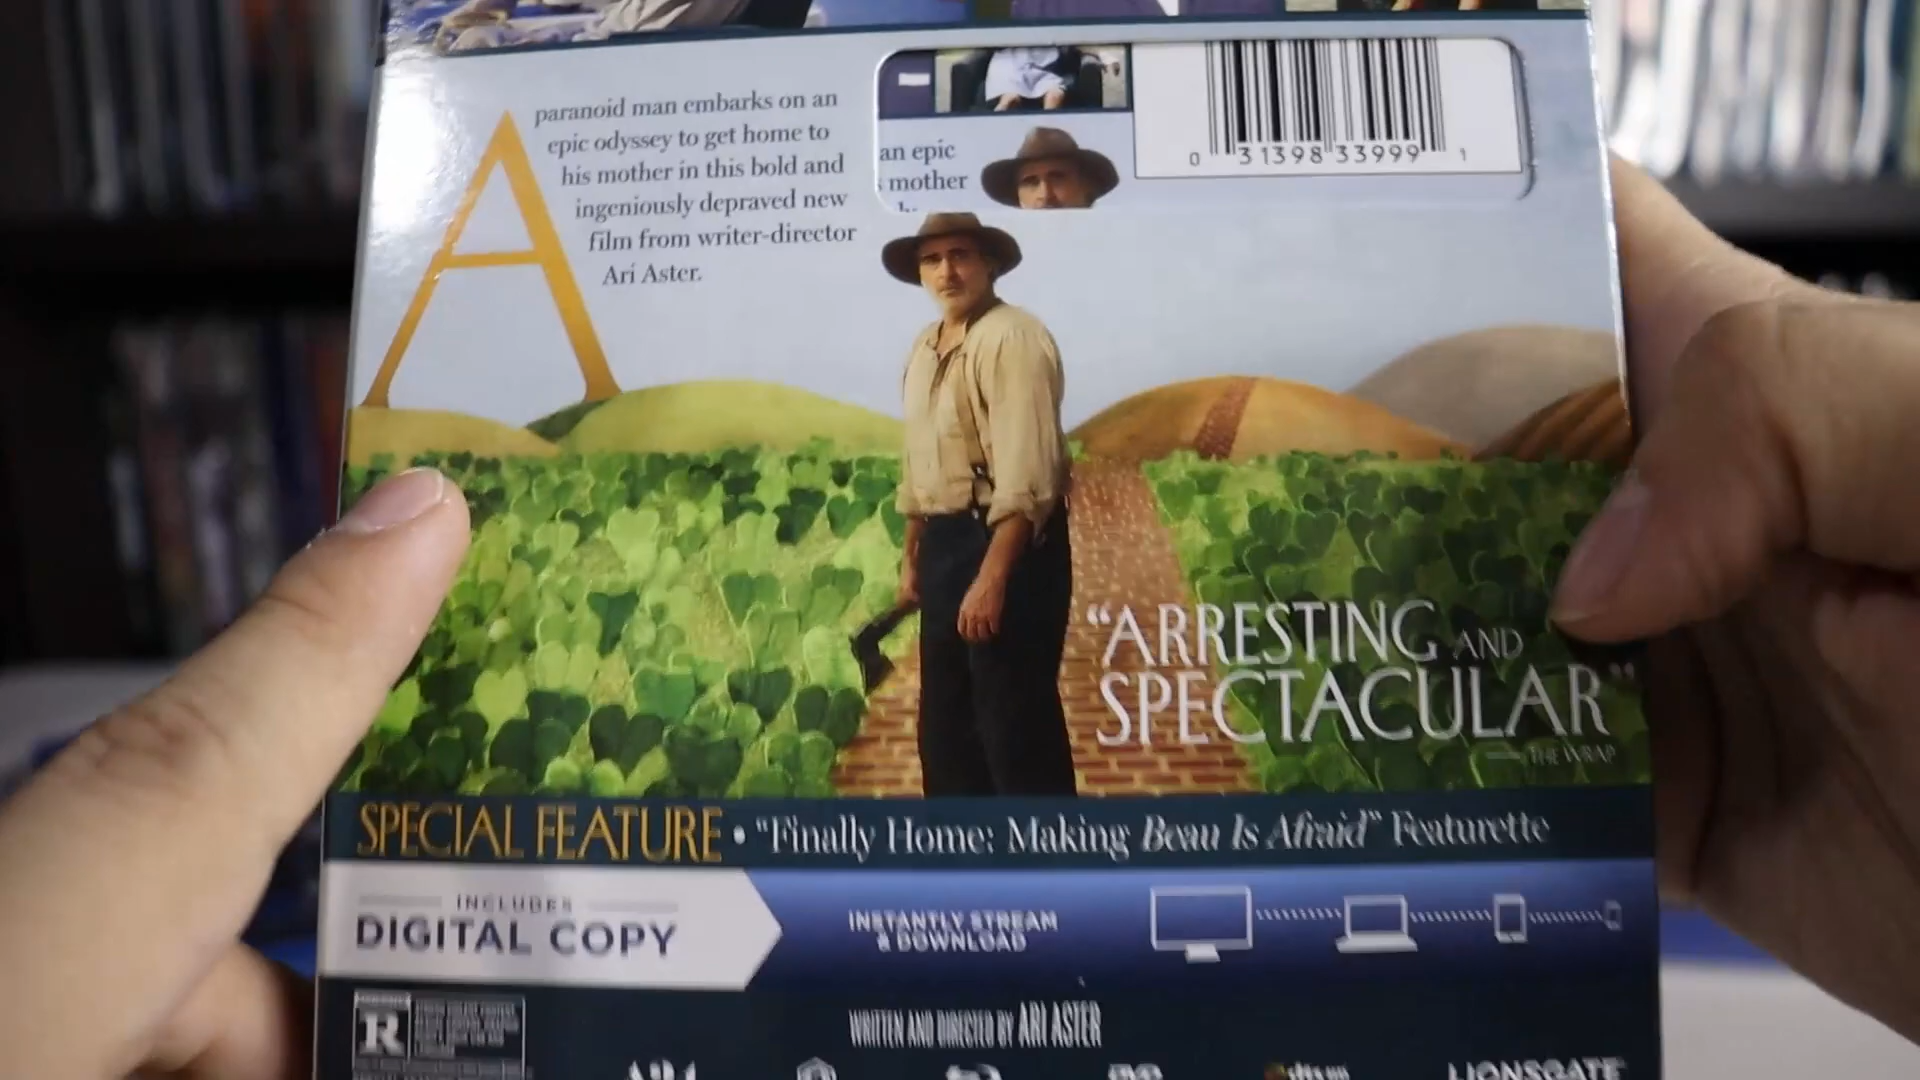 A paranoid man embarks on an
epic odyssey to get home to
his mother in this bold and
ingeniously depraved new
film from writer-director
Ari Aster.
an epic
mother
0 31398 33999 1
“ARRESTING AND
SPECTACULAR”
— THE WRAP
SPECIAL FEATURE • “Finally Home: Making Beau Is Afraid” Featurette
INCLUDES
DIGITAL COPY
INSTANTLY STREAM
& DOWNLOAD
R
WRITTEN AND DIRECTED BY ARI ASTER
LIONSGATE